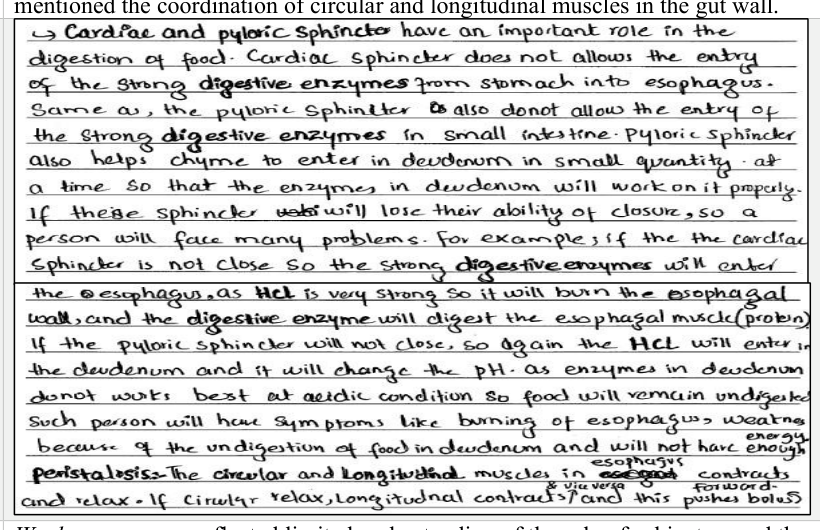 mentioned the coordination of circular and longitudinal muscles in the gut wall.
↳ Cardiac and pyloric Sphincter have an important role in the
digestion of food. Cardiac Sphincter does not allows the entry
of the strong digestive enzymes from stomach into esophagus.
Same as, the pyloric Sphincter also donot allow the entry of
the strong digestive enzymes in small intestine. Pyloric sphincter
also helps chyme to enter in deudenum in small quantity. at
a time so that the enzymes in deudenum will work on it properly.
If these sphincter will lose their ability of closure, so a
person will face many problems. For example, if the the cardiac
Sphincter is not close so the strong digestive enzymes will enter
the esophagus, as HCL is very strong so it will burn the esophagal
wall, and the digestive enzyme will digest the esophagal muscle (protein)
If the pyloric sphincter will not close, so again the HCL will enter in
the deudenum and it will change the pH. as enzymes in deudenum
donot works best at acidic condition so food will remain undigested
Such person will have symptoms like burning of esophagus, weaknes
because of the undigestion of food in deudenum and will not have enough energy
Peristalosis:- The circular and Longitudinal muscles in esophagus contracts
and relax. If circular relax, Longitudnal contracts & vice versa and this pushes bolus forward.